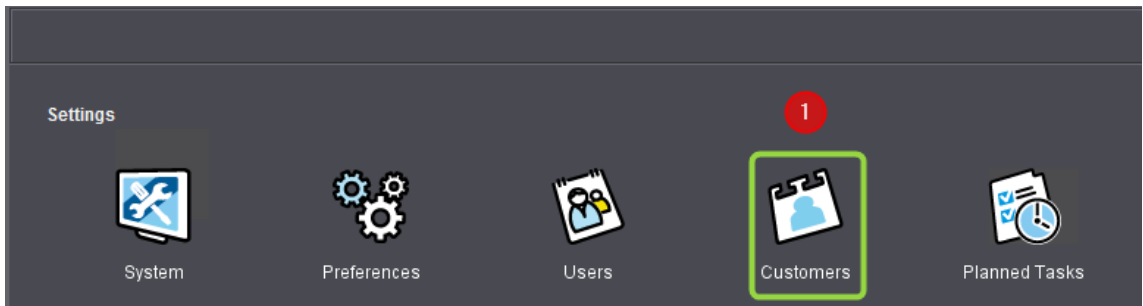 Settings
1
System
Preferences
Users
Customers
Planned Tasks